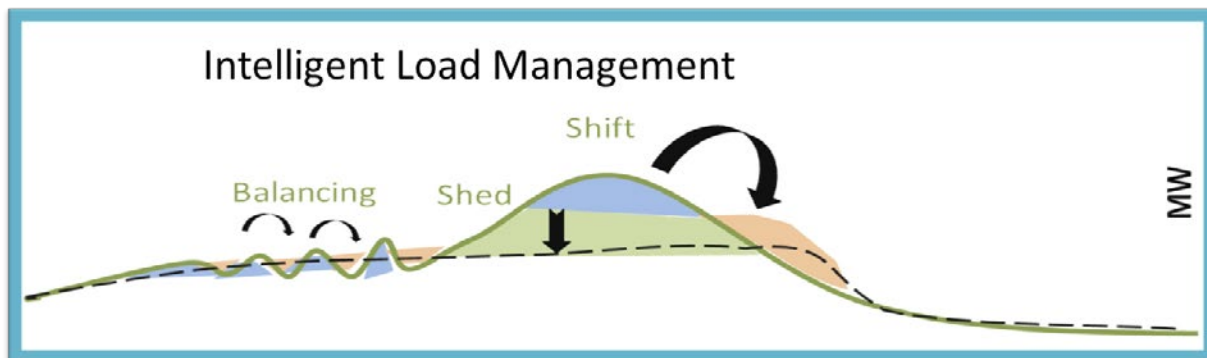 Intelligent Load Management
Shift
Balancing
Shed
MW